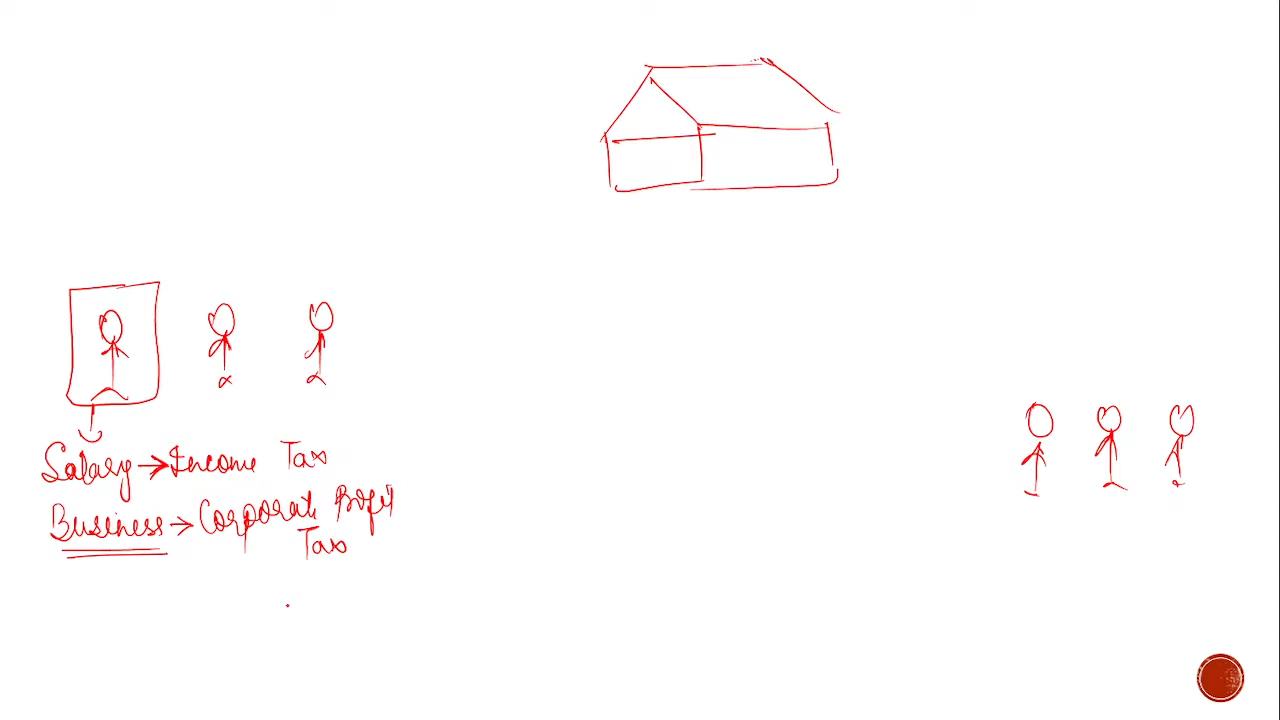 Salary → Income Tax
Business → Corporate Profit
Tax